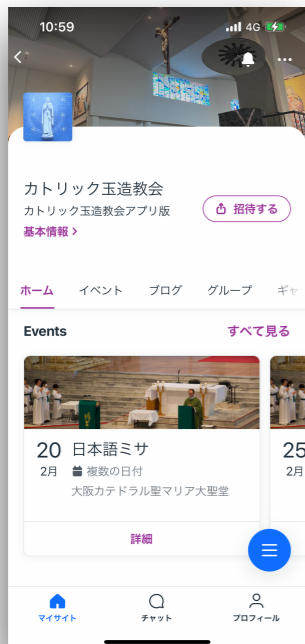 10:59
4G
カトリック玉造教会
カトリック玉造教会アプリ版
招待する
基本情報
ホーム イベント ブログ グループ ギャ
Events すべて見る
20 日本語ミサ 25
2月 複数の日付 2月
大阪カテドラル聖マリア大聖堂
詳細
マイサイト チャット プロフィール